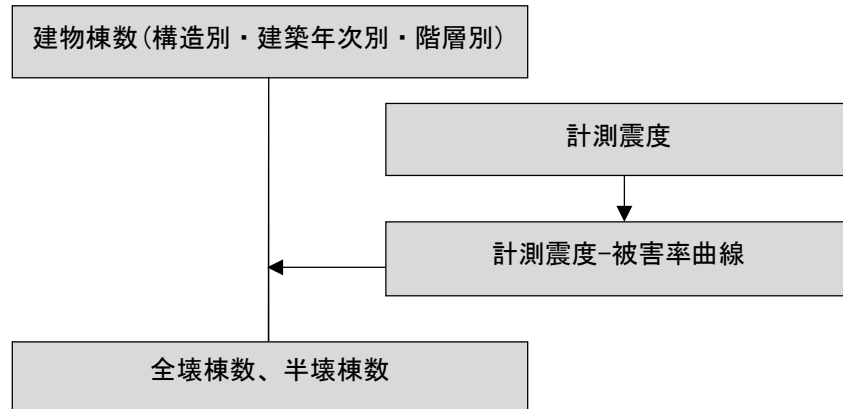 建物棟数(構造別・建築年次別・階層別)
計測震度
計測震度-被害率曲線
全壊棟数、半壊棟数